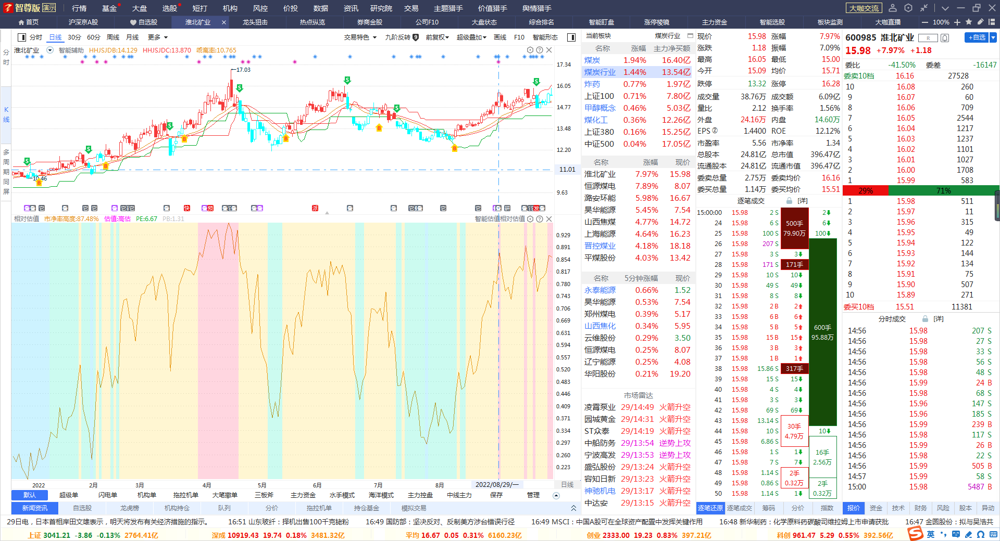 智尊版 演示 行情 基金 大盘 选股 短打 机构 风控 价投 数据 资讯 研究院 交易 主题猎手 价值猎手 舆情猎手 大咖交流
首页 沪深京A股 自选股 淮北矿业 × 龙头狙击 热点纵览 券商金股 公司F10 大盘状态 综合排名 智能盯盘 涨停棱镜 主力资金 智能选股 板块监测 大咖直播 100%
分时 日线 30分 60分 周线 月线 更多 交易特色 九阶反转 9 前复权 超级叠加 画线 F10 智能形态
淮北矿业 智能辅助 HHJSJDB:14.129 HHJSJDC:13.870 乖离率:10.765
分时
K线
多周期同屏
17.03
10.46
17.34
16.05
14.77
13.48
12.20
11.01
9.63
相对估值 市净率高度:87.48% 估值:高估 PE:6.67 PB:1.31 智能估值相对估值
0.929
0.891
0.854
0.817
0.780
0.743
0.706
0.669
0.631
0.594
0.557
0.520
0.483
0.446
0.409
0.371
0.334
0.297
0.260
0.223
2022 2月 3月 4月 5月 6月 7月 8月 2022/08/29/一 日线
默认 超级单 闪电单 机构单 拖拉机单 大笔撤单 三板斧 主力资金 水手模式 海洋模式 主力控盘 中线主力 保存 管理
新闻资讯 自选股 龙虎榜 机构持仓 队列 分价 拖拉机单 持仓基金 模拟交易
当前板块 煤炭行业
名称 涨幅 主力净买额
煤炭 1.94% 16.40亿
煤炭行业 1.44% 13.54亿
炸药 0.77% 1.97亿
上证100 0.71% 7.80亿
甲醇概念 0.46% 5.03亿
煤化工 0.36% 12.26亿
上证380 0.16% 15.25亿
中证500 0.04% 17.05亿
名称 涨幅 现价
淮北矿业 7.97% 15.98
恒源煤电 7.89% 8.07
潞安环能 5.98% 16.67
昊华能源 5.45% 7.54
山西焦煤 4.77% 14.72
上海能源 4.64% 16.23
晋控煤业 4.18% 18.18
平煤股份 4.03% 13.42
名称 5分钟涨幅 现价
永泰能源 0.66% 1.52
昊华能源 0.53% 7.54
郑州煤电 0.39% 5.17
山西焦化 0.34% 5.95
云维股份 0.29% 3.50
恒源煤电 0.25% 8.07
辽宁能源 0.25% 4.08
华阳股份 0.21% 19.20
市场雷达
凌霄泵业 29/14:49 火箭升空
园城黄金 29/14:31 火箭升空
ST众泰 29/14:19 火箭升空
中船防务 29/13:54 逆势上攻
宁波高发 29/13:53 逆势上攻
盛弘股份 29/13:24 火箭升空
容知日新 29/13:23 火箭升空
神驰机电 29/13:17 火箭升空
中达安 29/13:15 火箭升空
现价 15.98 涨幅 7.97%
涨跌 1.18 振幅 7.09%
最高 16.05 最低 15.00
今开 15.09 均价 15.71
跌停 13.32 涨停 16.28
成交量 38.76万 成交额 6.09亿
量比 2.12 换手率 1.56%
外盘 24.16万 内盘 14.60万
EPS② 1.4400 ROE 12.12%
市盈率 5.56 市净率 1.34
总股本 24.81亿 总市值 396.47亿
流通股本 24.81亿 流通市值 396.47亿
委卖总量 2.75万 委卖均价 16.16
委买总量 1.14万 委买均价 15.51
逐笔成交 [详]
15:00:00 15.98 2 S 2
24 15.98 6 S 6
25 15.98 100 S 100
26 15.98 207 S
27 15.98 3 S 3
28 15.98 171 S 171手
29 15.98 10 S 10
30 15.98 49 S 49
31 15.98 8 S 8
32 15.98 2 B 2
33 15.98 6 B 6
34 15.98 5 B 5
35 15.98 15 B 15
36 15.98 3 B 3
37 15.98 1 B 1
38 15.98 15.86 S 317手
39 15.98 15 S 15
40 15.98 4 S 4
41 15.98 3 S 3
42 15.98 69 S 69
43 15.98 13.14 S
44 15.98 10 S 10
45 15.98 6.86 S
46 15.98 1 S 1
47 15.98 7 S 7
48 15.98 1.14 S
49 15.98 0.86 S
50 15.98 1.14 S 1
500手
79.90万
600手
95.88万
30手
4.79万
16手
2.56万
2手
0.32万
2手
0.32万
逐笔还原 逐笔成交 筹码 分价 指数
600985 淮北矿业 R +自选
15.98 +7.97% +1.18
委比 -41.50% 委差 -16147
委卖10档 16.16 27528
10 16.08 260
9 16.07 60
8 16.06 709
7 16.05 2544
6 16.04 1217
5 16.03 1237
4 16.02 1101
3 16.01 1027
2 16.00 1708
1 15.99 583
29% 71%
1 15.98 511
2 15.97 11
3 15.96 315
4 15.95 49
5 15.94 122
6 15.93 144
7 15.92 134
8 15.91 75
9 15.90 507
10 15.89 271
委买10档 15.51 11381
分时成交 [详]
14:56 15.98 207 S
14:56 15.98 27 S
14:56 15.98 33 S
14:56 15.98 56 S
14:56 15.98 48 S
14:56 15.99 24 B
14:56 15.98 68 S
14:56 15.96 147 S
14:56 15.96 185 S
14:56 15.99 239 B
14:56 15.98 117 S
14:56 15.99 26 B
14:56 15.98 22 S
14:56 15.99 505 B
14:57 15.99 58 S
15:00 15.98 5487 B
报价 资金 技术 财务 风险 股本 异动
29日电，日本首相岸田文雄表示，明天将发布有关经济措施的指示。 16:51 山东玻纤：择机出售100千克铑粉 16:49 国防部：坚决反对、反制美方涉台错误行径 16:49 MSCI：中国A股可在全球资产配置中发挥关键作用 16:48 新华制药：化学原料药碳酸司维拉姆上市申请获批 16:47 金圆股份：拟与吴浩共
上证 3041.21 -3.86 -0.13% 2764.41亿 深成 10919.43 19.74 0.18% 3481.32亿 平均 16.67 0.05 0.31% 6160.23亿 创业 2333.00 19.23 0.83% 397.21亿 科创 961.47 5.29 0.55% 392.56亿 英